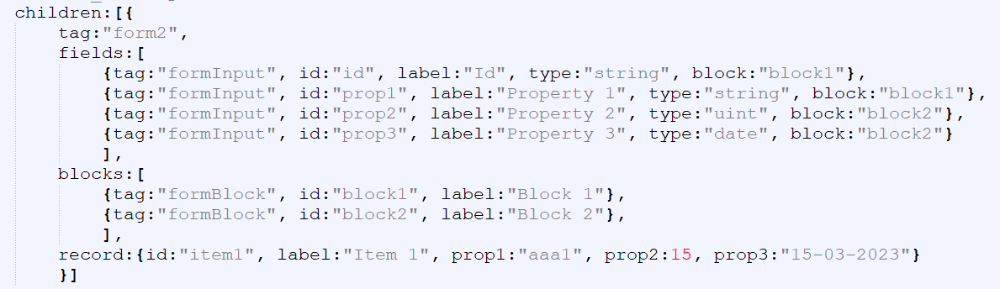 children:[{
tag:"form2",
fields:[
{tag:"formInput", id:"id", label:"Id", type:"string", block:"block1"},
{tag:"formInput", id:"prop1", label:"Property 1", type:"string", block:"block1"},
{tag:"formInput", id:"prop2", label:"Property 2", type:"uint", block:"block2"},
{tag:"formInput", id:"prop3", label:"Property 3", type:"date", block:"block2"}
],
blocks:[
{tag:"formBlock", id:"block1", label:"Block 1"},
{tag:"formBlock", id:"block2", label:"Block 2"},
],
record:{id:"item1", label:"Item 1", prop1:"aaa1", prop2:15, prop3:"15-03-2023"}
}]